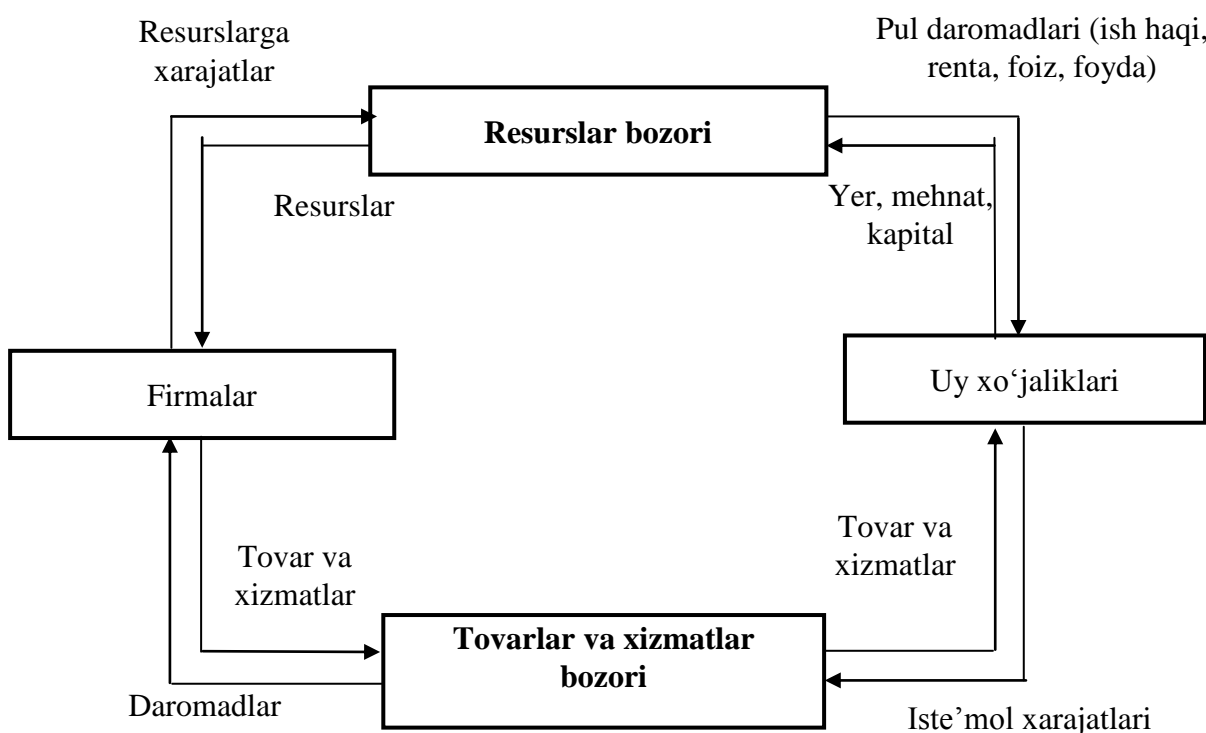 Resurslarga
xarajatlar
Pul daromadlari (ish haqi,
renta, foiz, foyda)
Resurslar bozori
Resurslar
Yer, mehnat,
kapital
Firmalar
Uy xo‘jaliklari
Tovar va
xizmatlar
Tovar va
xizmatlar
Tovarlar va xizmatlar
bozori
Daromadlar
Iste’mol xarajatlari